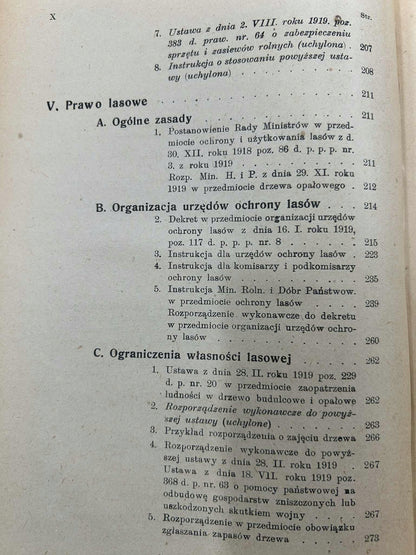 X
Str.
7. Ustawa z dnia 2. VIII. roku 1919. poz.
383 d. praw. nr. 64 o zabezpieczeniu
sprzętu i zasiewów rolnych (uchylona) . 207
8. Instrukcja o stosowaniu powyższej usta-
wy (uchylona) . . . . . . . . 208
V. Prawo lasowe . . . . . . . . . 211
A. Ogólne zasady . . . . . . . . 211
1. Postanowienie Rady Ministrów w przed-
miocie ochrony i użytkowania lasów z d.
30. XII. roku 1918 poz. 86 d. p. p. p. nr.
3. z roku 1919 . . . . . . . 211
Rozp. Min. H. i P. z dnia 29. XI. roku
1919 w przedmiocie drzewa opałowego . 212
B. Organizacja urzędów ochrony lasów . . 214
2. Dekret w przedmiocie organizacji urzędów
ochrony lasów z dnia 16. I. roku 1919,
poz. 117 d. p. p. p. nr. 8 . . . . 215
3. Instrukcja dla urzędów ochrony lasów . 223
4. Instrukcja dla komisarzy i podkomisarzy
ochrony lasów . . . . . . . 235
5. Instrukcja Min. Roln. i Dóbr Państwow.
w przedmiocie ochrony lasów . . . 239
Rozporządzenie wykonawcze do dekretu
w przedmiocie organizacji urzędów ochro-
ny lasów . . . . . . . . . 260
C. Ograniczenia własności lasowej . . . 262
1. Ustawa z dnia 28. II. roku 1919 poz. 229
d. p. nr. 20 w przedmiocie zaopatrzenia
ludności w drzewo budulcowe i opałowe 262
2. Rozporządzenie wykonawcze do powyż-
szej ustawy (uchylone) . . . . . 263
3. Przykład rozporządzenia o zajęciu drzewa 266
4. Rozporządzenie wykonawcze do powyż-
szej ustawy z dnia 28. II. roku 1919 . 267
Ustawa z dnia 18. VII. roku 1919 poz.
368 d. p. nr. 63 o pomocy państwowej na
odbudowę gospodarstw zniszczonych lub
uszkodzonych skutkiem wojny . . . 267
5. Rozporządzenie w przedmiocie obowiązku
zgłaszania zapasów drzewa . . . . 273